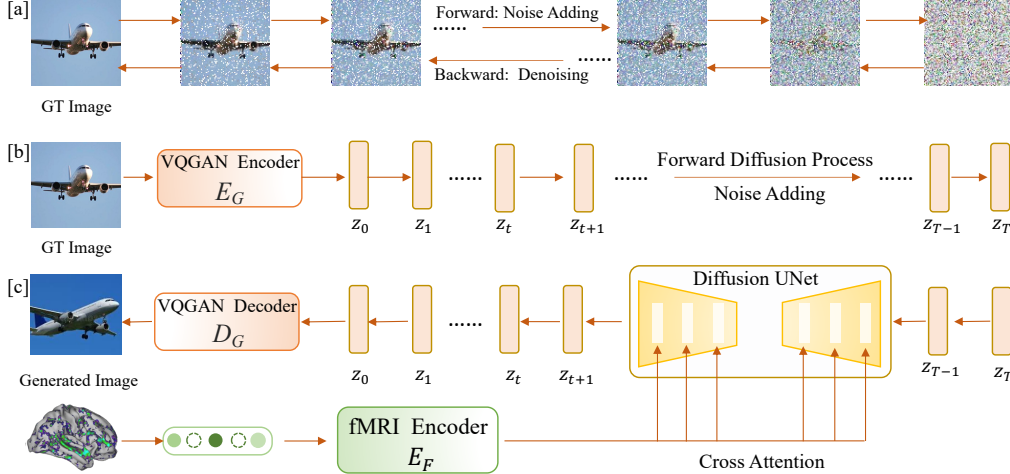 [a]
Forward: Noise Adding
......
......
Backward: Denoising
GT Image
[b]
VQGAN Encoder
E_G
......
......
Forward Diffusion Process
Noise Adding
......
z_0
z_1
z_t
z_{t+1}
z_{T−1}
z_T
GT Image
[c]
Diffusion UNet
VQGAN Decoder
D_G
......
z_0
z_1
z_t
z_{t+1}
z_{T−1}
z_T
Generated Image
fMRI Encoder
E_F
Cross Attention